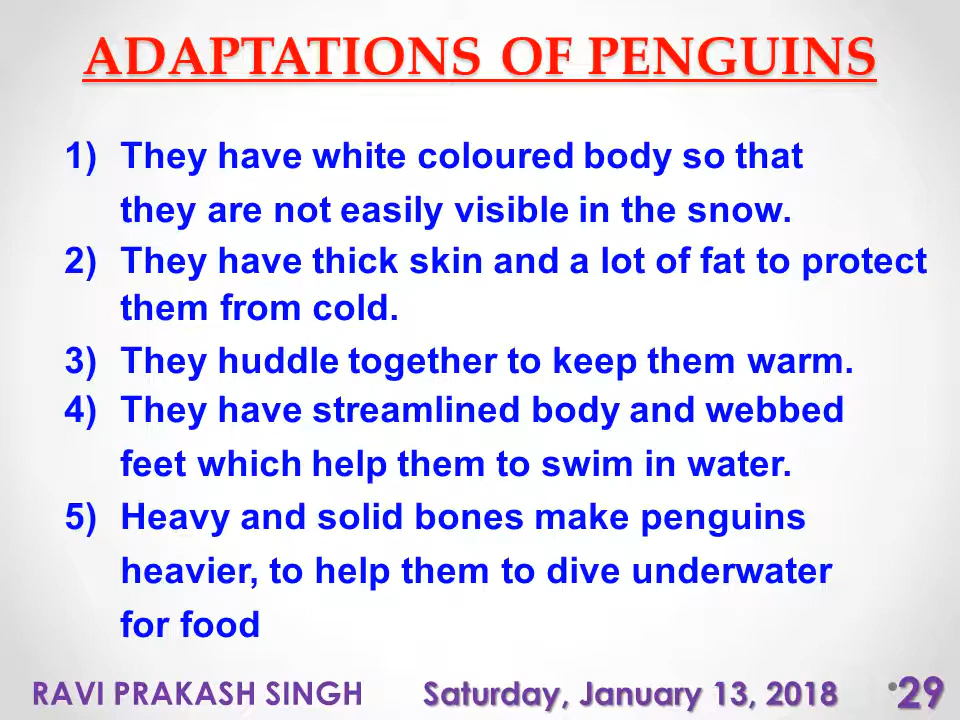 ADAPTATIONS OF PENGUINS
1) They have white coloured body so that
they are not easily visible in the snow.
2) They have thick skin and a lot of fat to protect
them from cold.
3) They huddle together to keep them warm.
4) They have streamlined body and webbed
feet which help them to swim in water.
5) Heavy and solid bones make penguins
heavier, to help them to dive underwater
for food
RAVI PRAKASH SINGH Saturday, January 13, 2018 •29